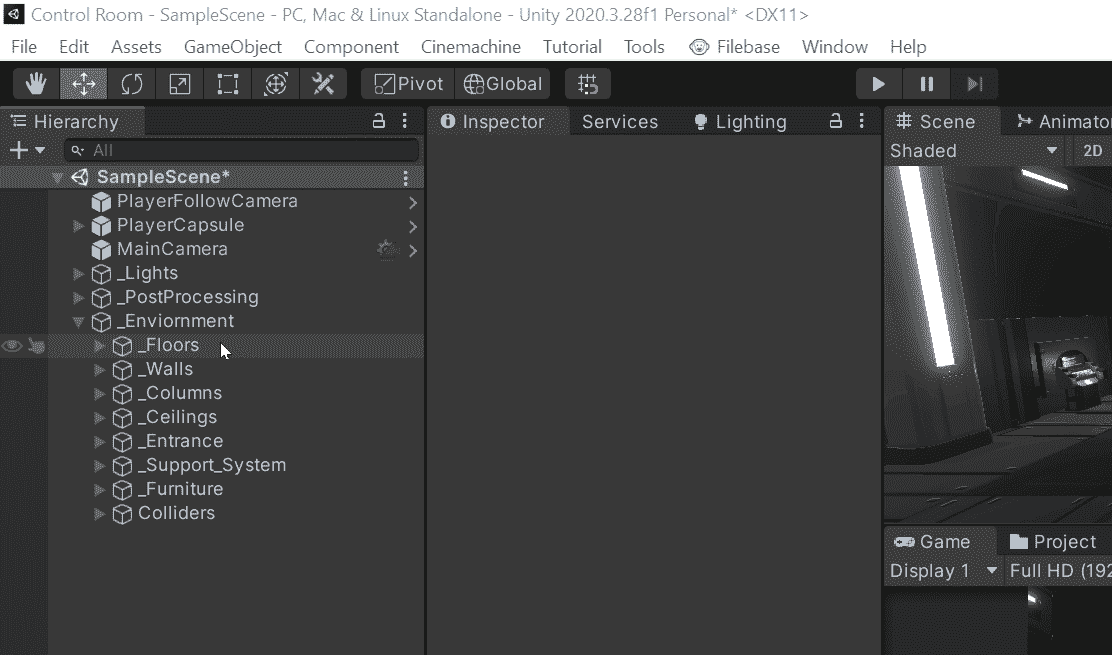 Control Room - SampleScene - PC, Mac & Linux Standalone - Unity 2020.3.28f1 Personal* <DX11>
File Edit Assets GameObject Component Cinemachine Tutorial Tools Filebase Window Help
Pivot Global
Hierarchy
All
SampleScene*
PlayerFollowCamera
PlayerCapsule
MainCamera
_Lights
_PostProcessing
_Enviornment
_Floors
_Walls
_Columns
_Ceilings
_Entrance
_Support_System
_Furniture
Colliders
Inspector Services Lighting
Scene Animator
Shaded 2D
Game Project
Display 1 Full HD (192